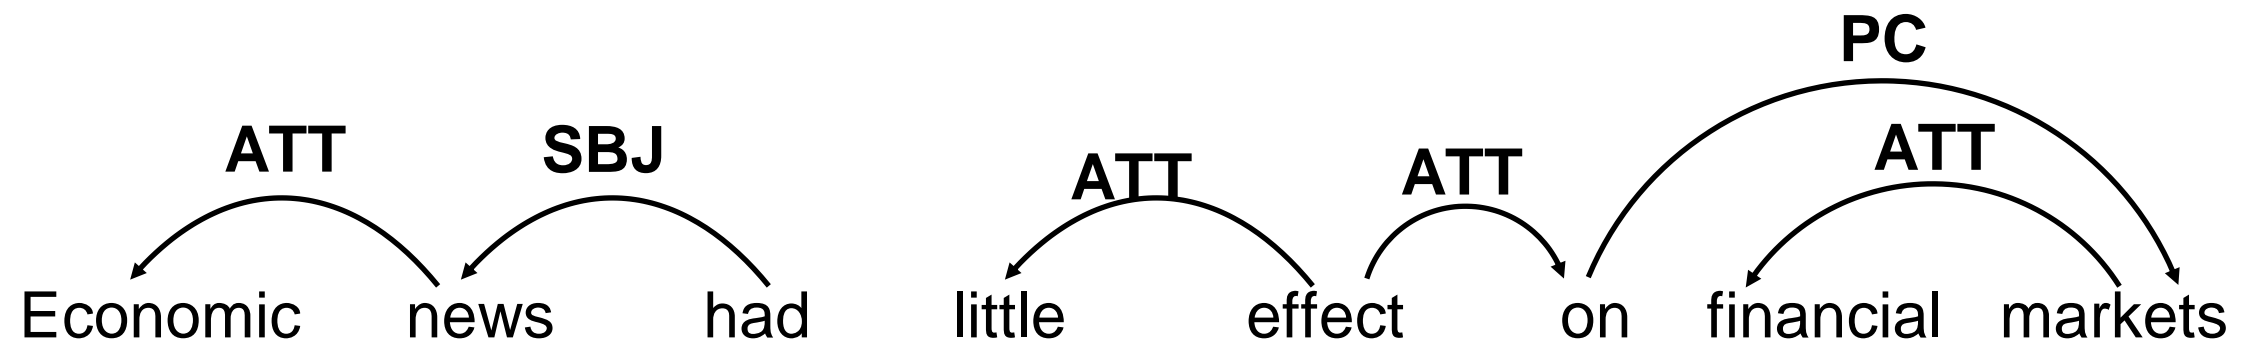 PC
ATT SBJ ATT ATT ATT
Economic news had little effect on financial markets